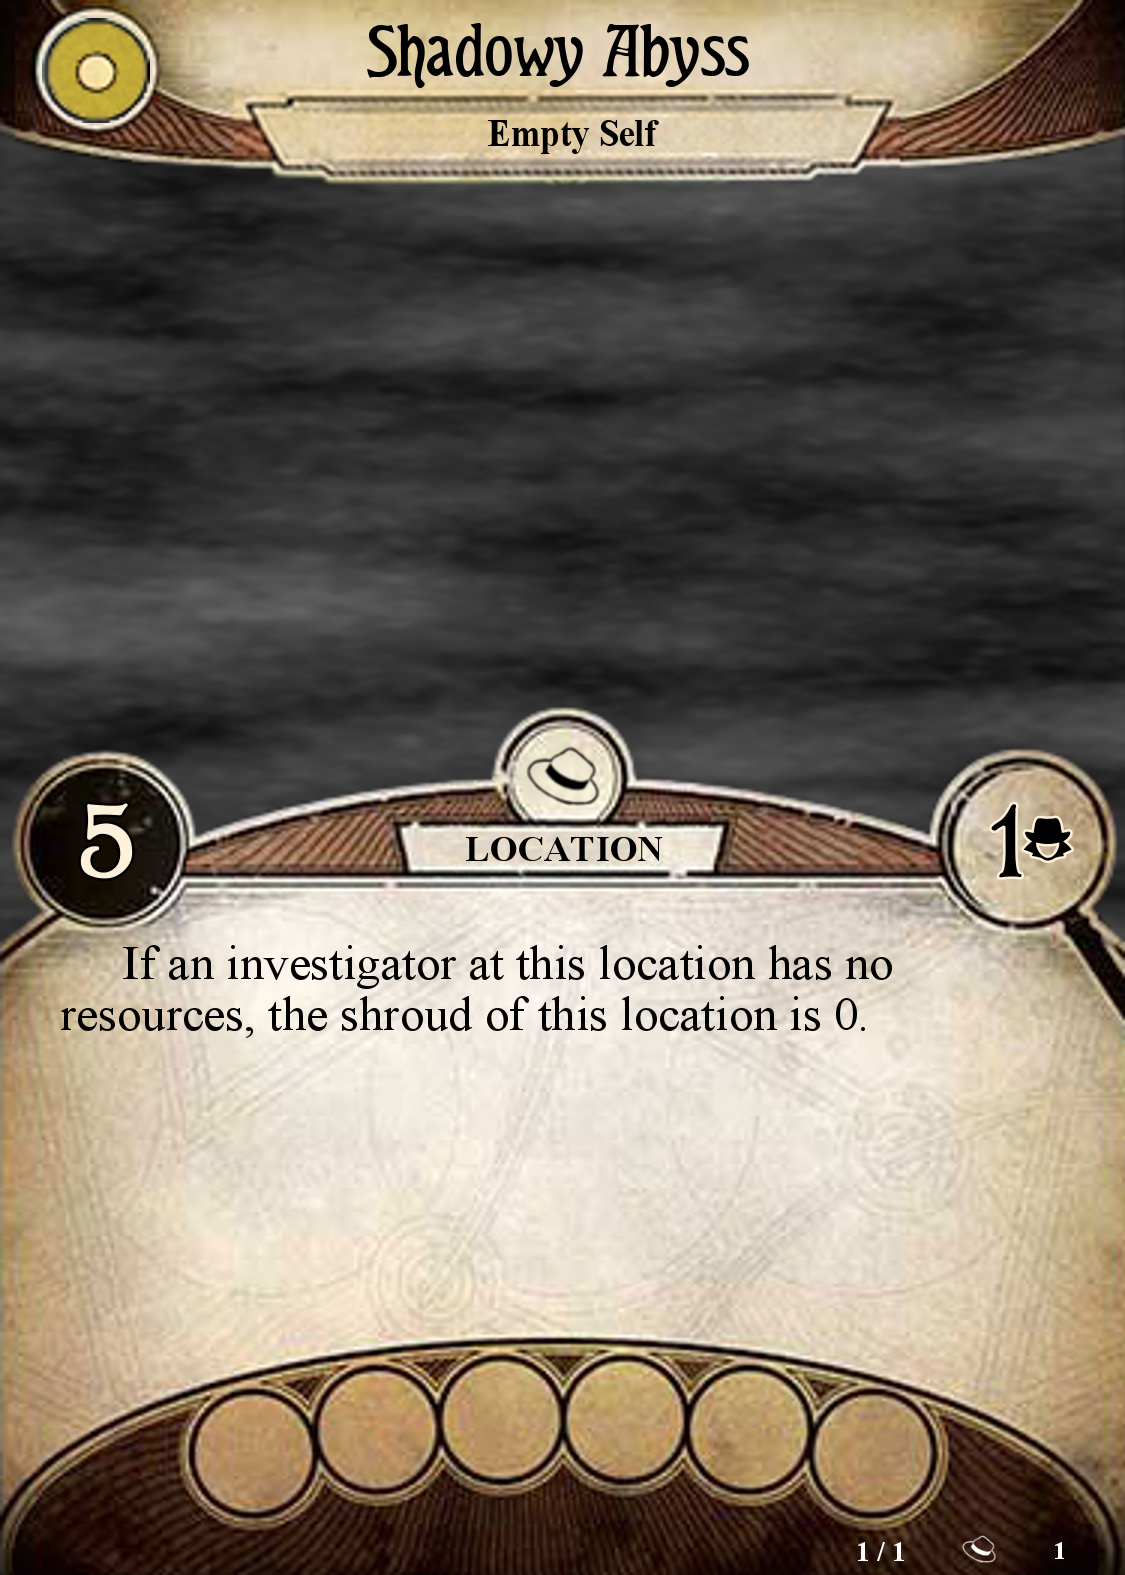 Shadowy Abyss
Empty Self
5
LOCATION
1
If an investigator at this location has no
resources, the shroud of this location is 0.
1 / 1
1